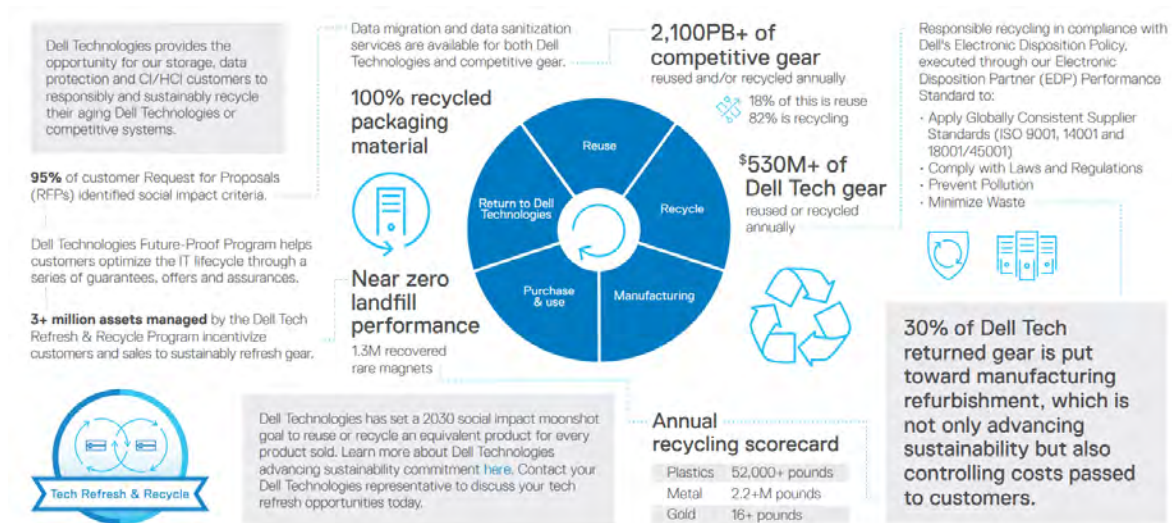 Dell Technologies provides the
opportunity for our storage, data
protection and CI/HCI customers to
responsibly and sustainably recycle
their aging Dell Technologies or
competitive systems.
95% of customer Request for Proposals
(RFPs) identified social impact criteria.
Dell Technologies Future-Proof Program helps
customers optimize the IT lifecycle through a
series of guarantees, offers and assurances.
3+ million assets managed by the Dell Tech
Refresh & Recycle Program incentivize
customers and sales to sustainably refresh gear.
Tech Refresh & Recycle
Data migration and data sanitization
services are available for both Dell
Technologies and competitive gear.
100% recycled
packaging
material
Near zero
landfill
performance
1.3M recovered
rare magnets
Reuse
Recycle
Manufacturing
Purchase
& use
Return to Dell
Technologies
2,100PB+ of
competitive gear
reused and/or recycled annually
18% of this is reuse
82% is recycling
$530M+ of
Dell Tech gear
reused or recycled
annually
Responsible recycling in compliance with
Dell's Electronic Disposition Policy,
executed through our Electronic
Disposition Partner (EDP) Performance
Standard to:
· Apply Globally Consistent Supplier
Standards (ISO 9001, 14001 and
18001/45001)
· Comply with Laws and Regulations
· Prevent Pollution
· Minimize Waste
30% of Dell Tech
returned gear is put
toward manufacturing
refurbishment, which is
not only advancing
sustainability but also
controlling costs passed
to customers.
Dell Technologies has set a 2030 social impact moonshot
goal to reuse or recycle an equivalent product for every
product sold. Learn more about Dell Technologies
advancing sustainability commitment here. Contact your
Dell Technologies representative to discuss your tech
refresh opportunities today.
Annual
recycling scorecard
Plastics 52,000+ pounds
Metal 2.2+M pounds
Gold 16+ pounds